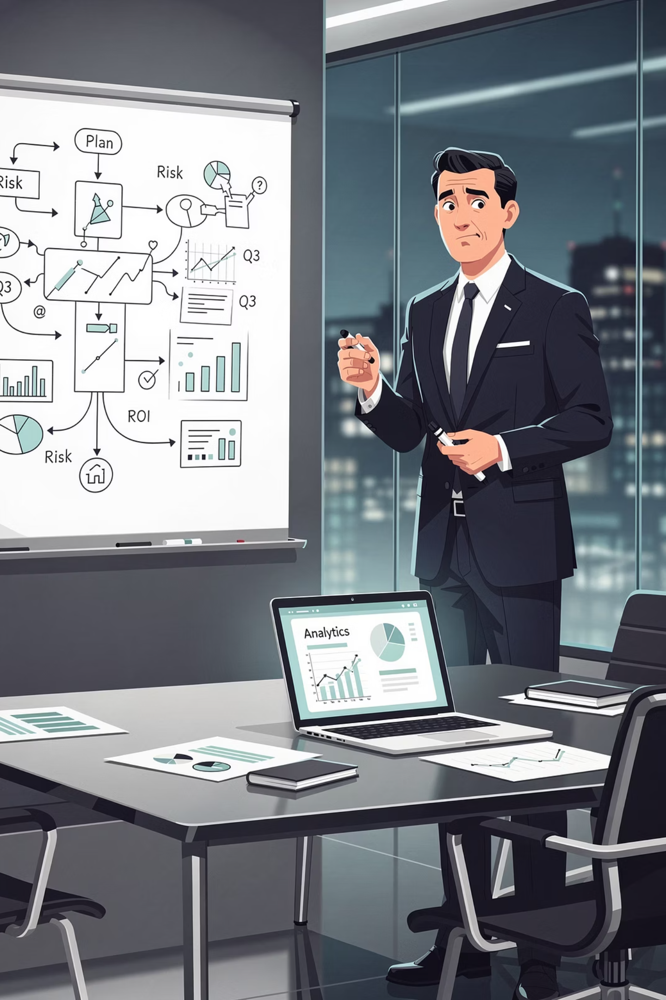 Plan
Risk
Risk
?
Q3
Q3
Q3
@
ROI
Risk
Analytics